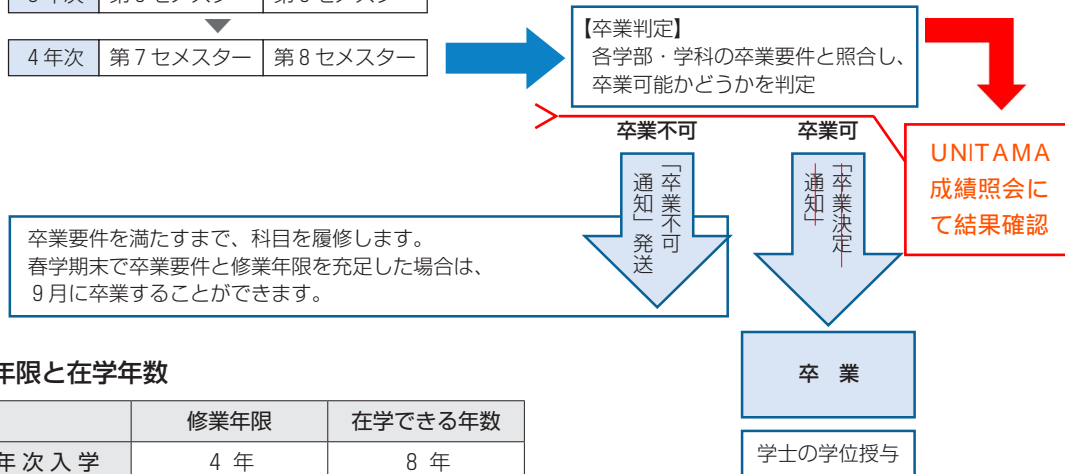 4年次 第7セメスター 第8セメスター
【卒業判定】
各学部・学科の卒業要件と照合し、
卒業可能かどうかを判定
卒業不可
卒業可
UNITAMA
成績照会に
て結果確認
「卒業不可
通知」発送
「卒業決定
通知」
卒業要件を満たすまで、科目を履修します。
春学期末で卒業要件と修業年限を充足した場合は、
9月に卒業することができます。
卒 業
学士の学位授与
年限と在学年数
修業年限 在学できる年数
年次入学 4 年 8 年